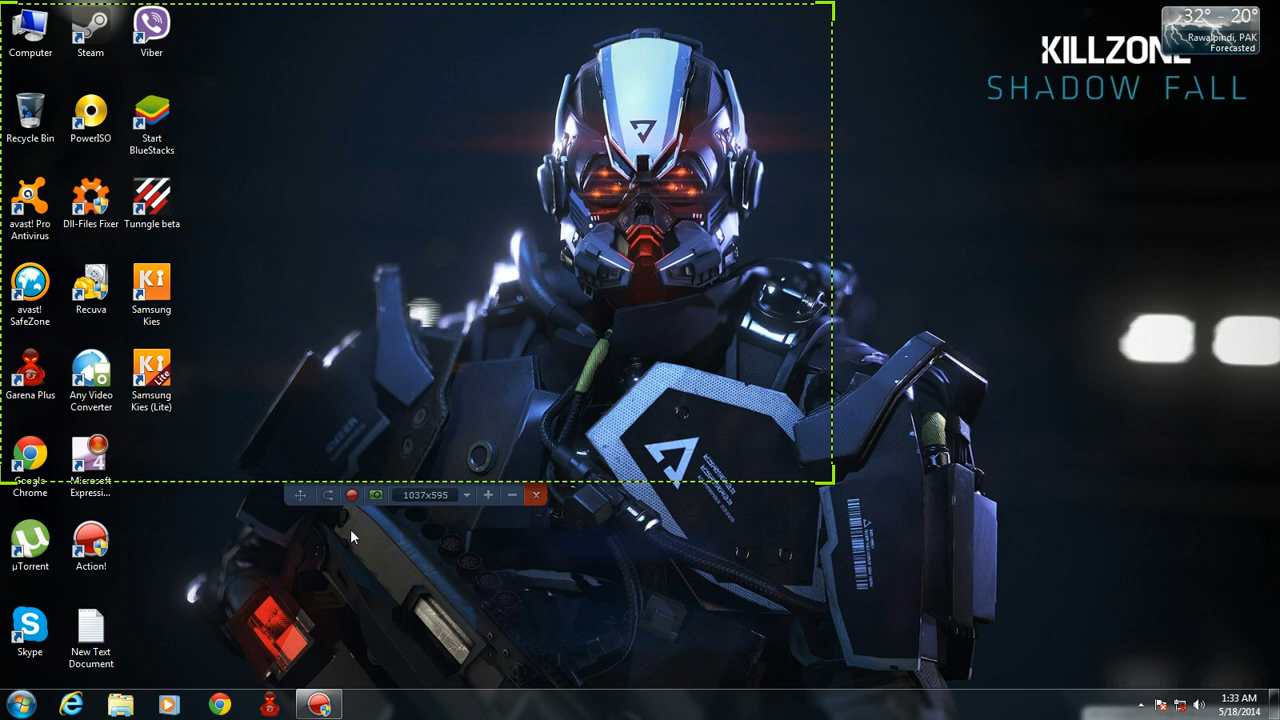 Computer
Steam
Viber
Recycle Bin
PowerISO
Start
BlueStacks
avast! Pro
Antivirus
Dll-Files Fixer
Tunngle beta
avast!
SafeZone
Recuva
Samsung
Kies
Garena Plus
Any Video
Converter
Samsung
Kies (Lite)
Google
Chrome
Microsoft
Expressi...
µTorrent
Action!
Skype
New Text
Document
KILLZONE
SHADOW FALL
32° - 20°
Rawalpindi, PAK
Forecasted
1037x595
1:33 AM
5/18/2014